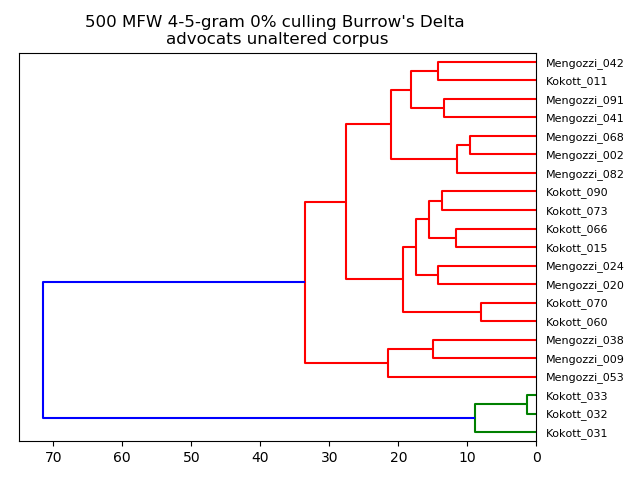 500 MFW 4-5-gram 0% culling Burrow's Delta
advocats unaltered corpus
Mengozzi_042
Kokott_011
Mengozzi_091
Mengozzi_041
Mengozzi_068
Mengozzi_002
Mengozzi_082
Kokott_090
Kokott_073
Kokott_066
Kokott_015
Mengozzi_024
Mengozzi_020
Kokott_070
Kokott_060
Mengozzi_038
Mengozzi_009
Mengozzi_053
Kokott_033
Kokott_032
Kokott_031
70 60 50 40 30 20 10 0